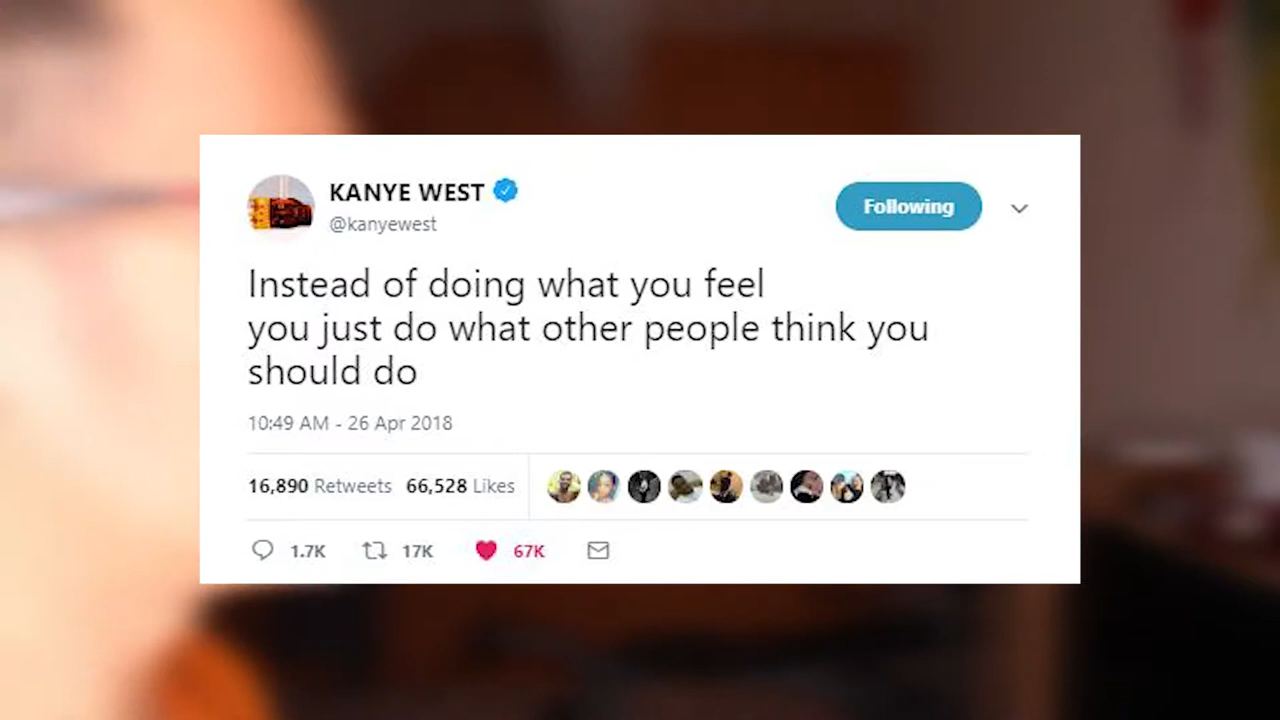 KANYE WEST
@kanyewest
Following
Instead of doing what you feel
you just do what other people think you
should do
10:49 AM - 26 Apr 2018
16,890 Retweets 66,528 Likes
1.7K 17K 67K